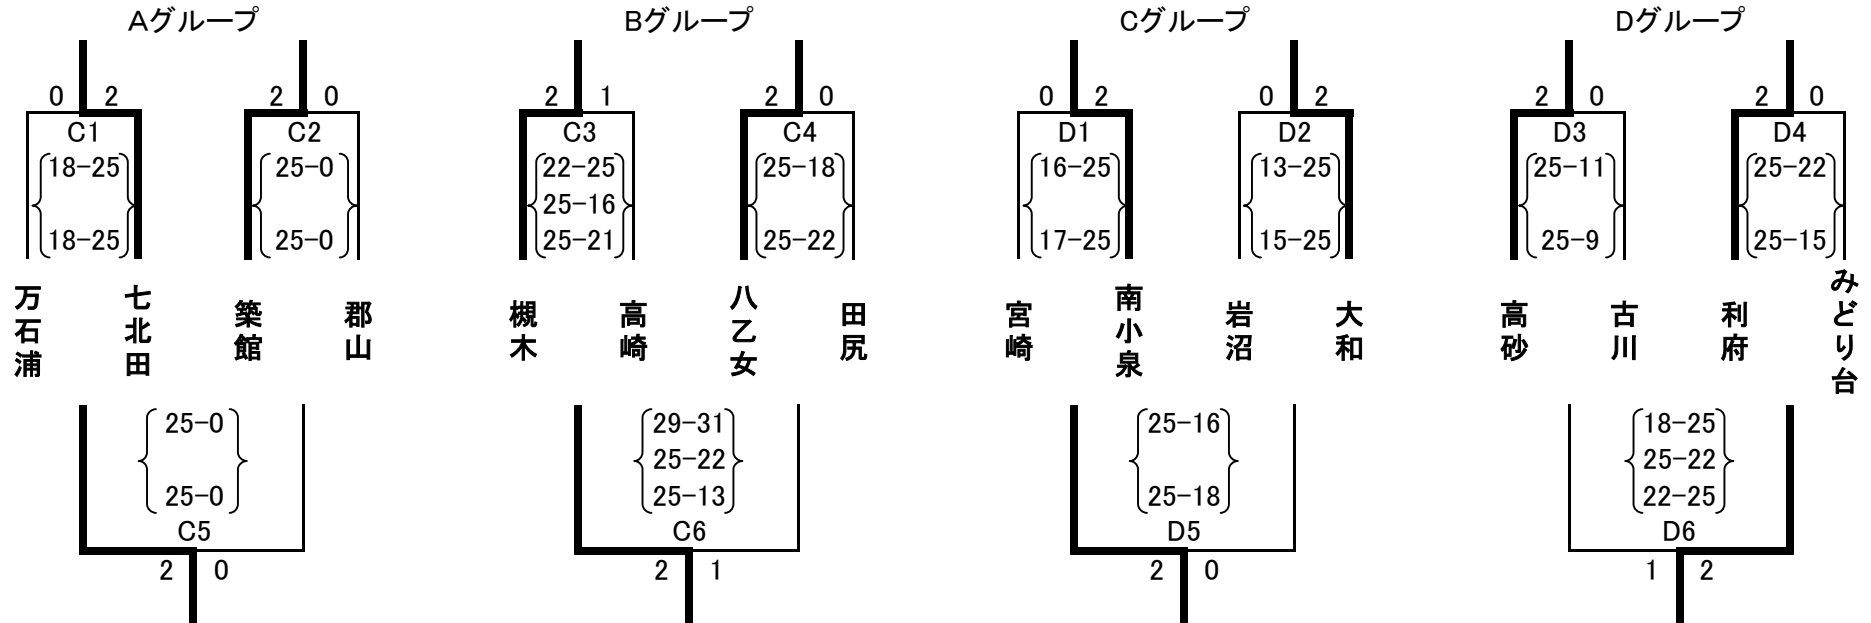 Aグループ
0 2
C1
18-25
18-25
2 0
C2
25-0
25-0
万石浦
七北田
築館
郡山
25-0
25-0
C5
2 0
Bグループ
2 1
C3
22-25
25-16
25-21
2 0
C4
25-18
25-22
槻木
高崎
八乙女
田尻
29-31
25-22
25-13
C6
2 1
Cグループ
0 2
D1
16-25
17-25
0 2
D2
13-25
15-25
宮崎
南小泉
岩沼
大和
25-16
25-18
D5
2 0
Dグループ
2 0
D3
25-11
25-9
2 0
D4
25-22
25-15
高砂
古川
利府
みどり台
18-25
25-22
22-25
D6
1 2